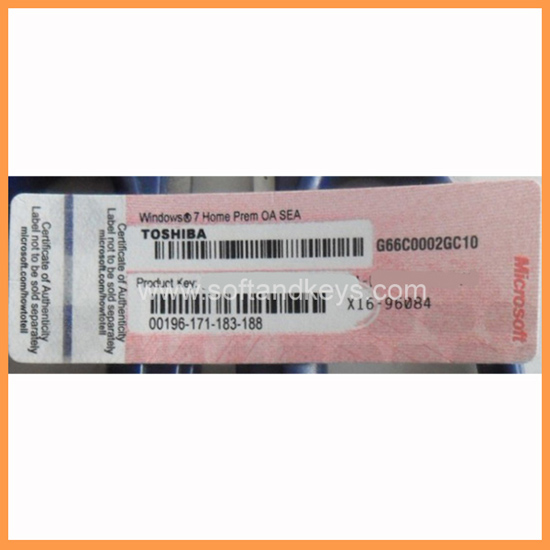 Certificate of Authenticity
Label not to be sold separately
microsoft.com/howtotell
Certificate of Authenticity
Label not to be sold separately
microsoft.com/howtotell
Windows® 7 Home Prem OA SEA
TOSHIBA
G66C0002GC10
Product Key:
www.softandkeys.com
X16-96084
00196-171-183-188
Microsoft